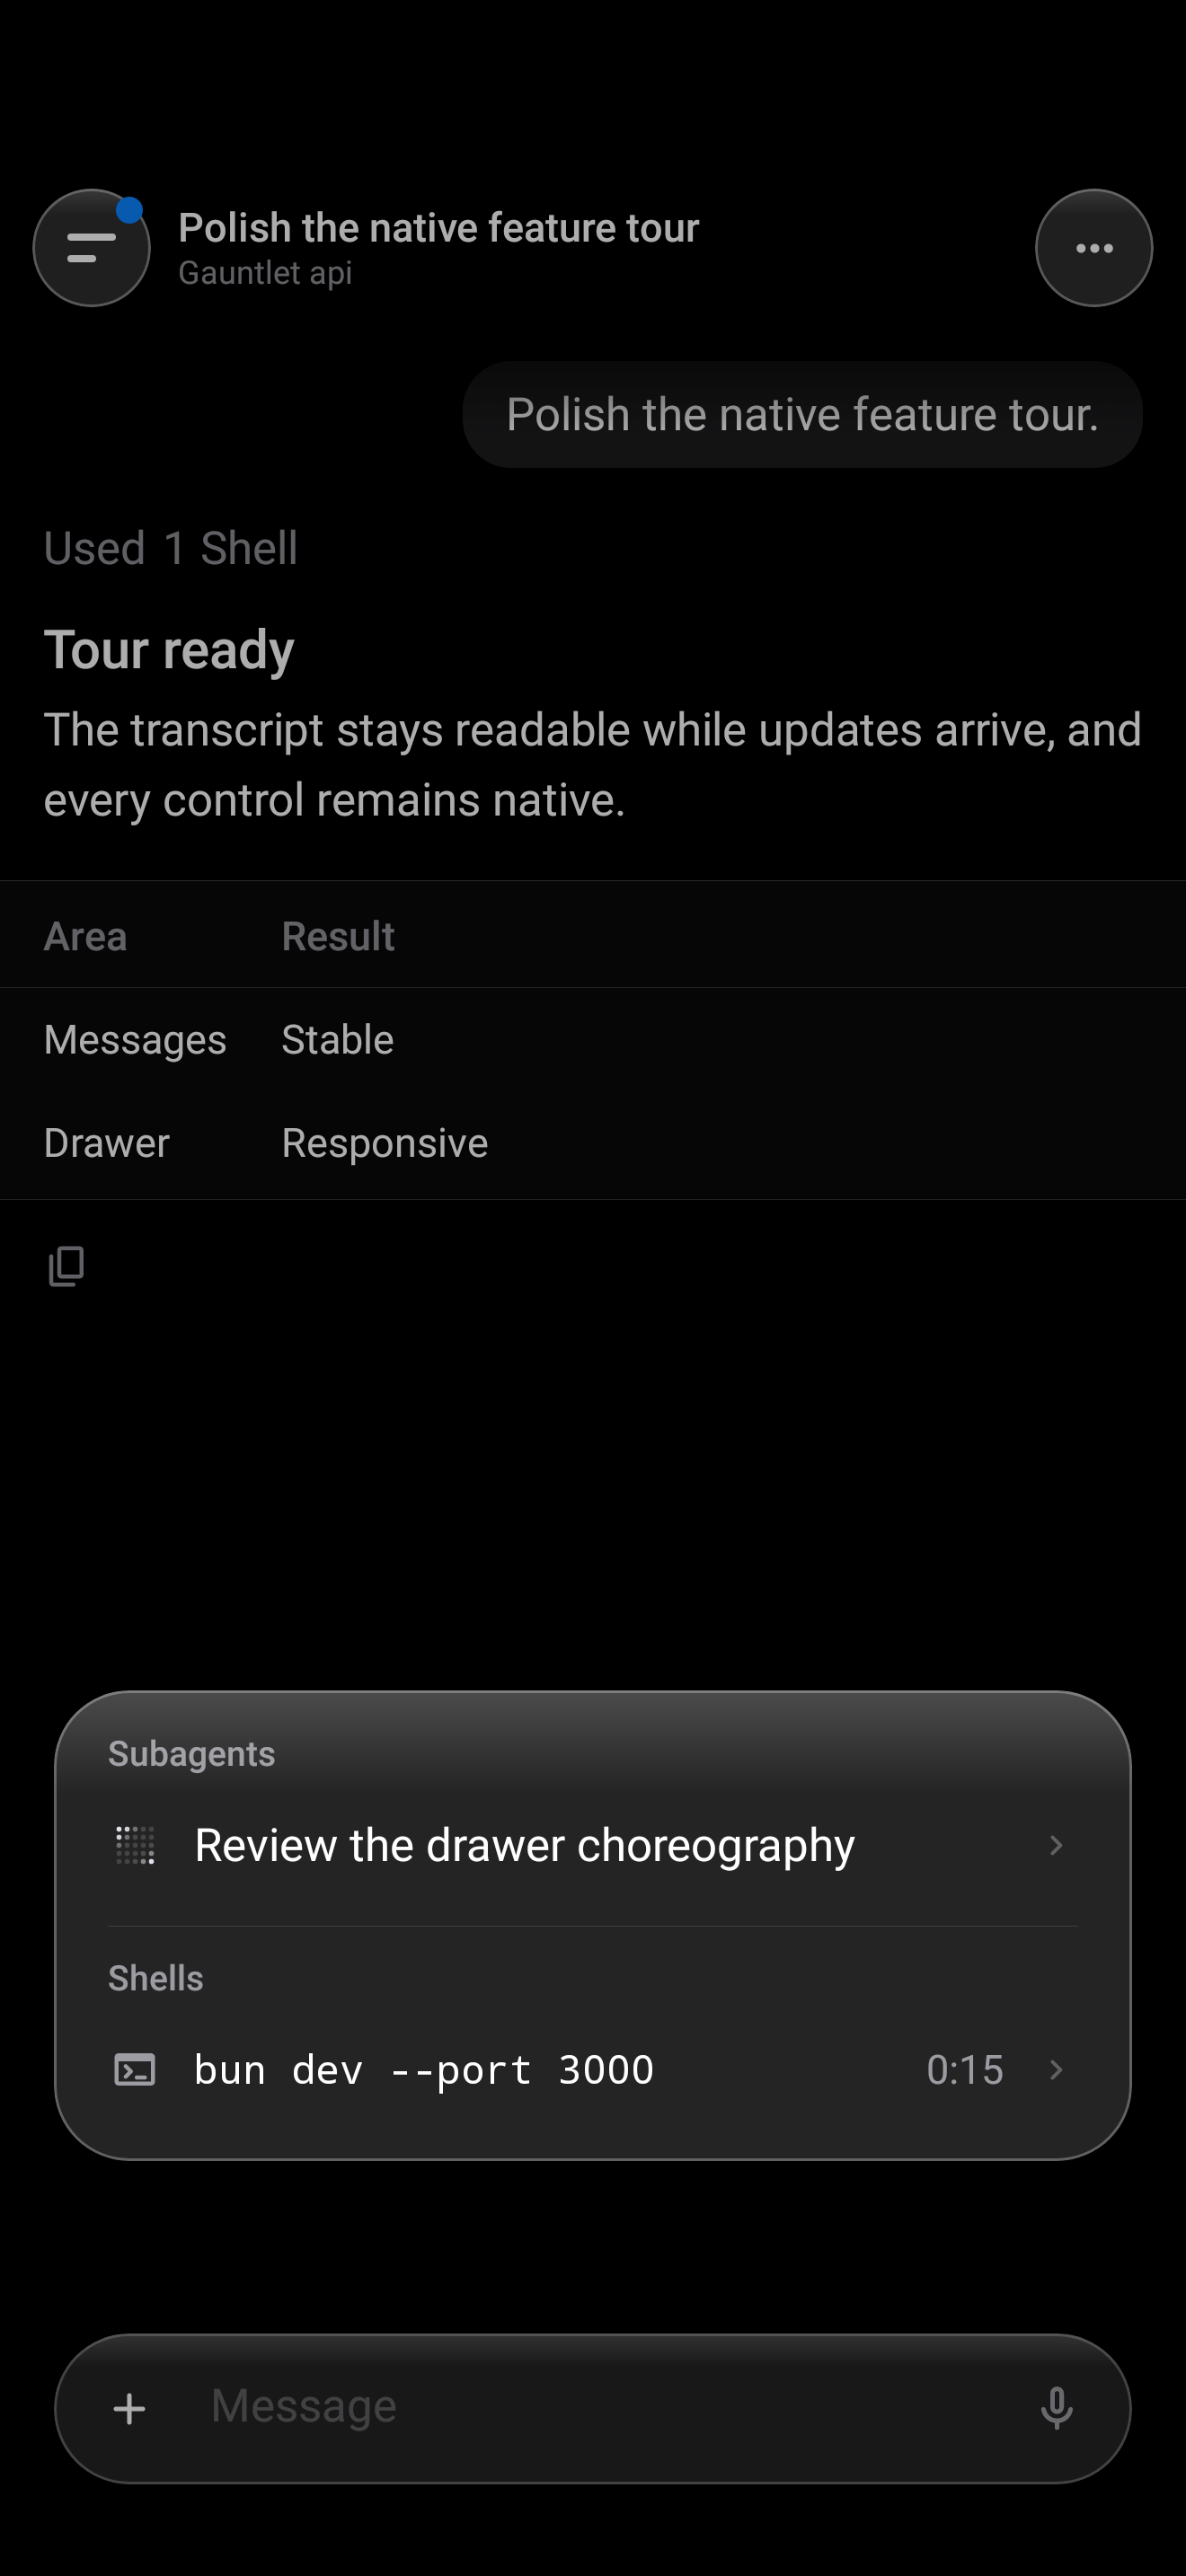 Polish the native feature tour
Gauntlet api
Polish the native feature tour.
Used 1 Shell
Tour ready
The transcript stays readable while updates arrive, and
every control remains native.
Area Result
Messages Stable
Drawer Responsive
Subagents
Review the drawer choreography
Shells
bun dev --port 3000 0:15
Message